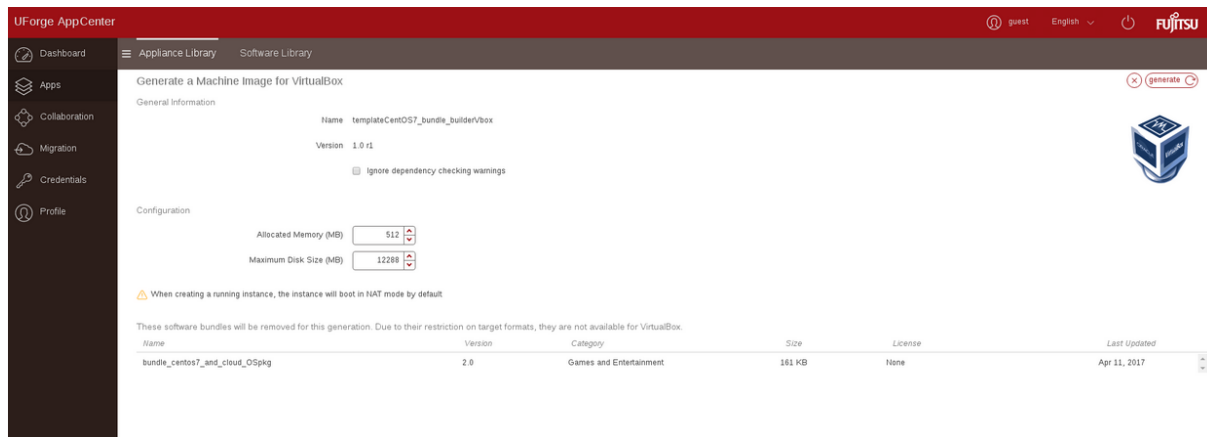 UForge AppCenter
guest
English
FUJITSU
Dashboard
Appliance Library
Software Library
Apps
Generate a Machine Image for VirtualBox
generate
General Information
Collaboration
Name templateCentOS7_bundle_builderVbox
Migration
Version 1.0 r1
Ignore dependency checking warnings
Credentials
Profile
Configuration
Allocated Memory (MB) 512
Maximum Disk Size (MB) 12288
When creating a running instance, the instance will boot in NAT mode by default
These software bundles will be removed for this generation. Due to their restriction on target formats, they are not available for VirtualBox.
Name Version Category Size License Last Updated
bundle_centos7_and_cloud_OSpkg 2.0 Games and Entertainment 161 KB None Apr 11, 2017